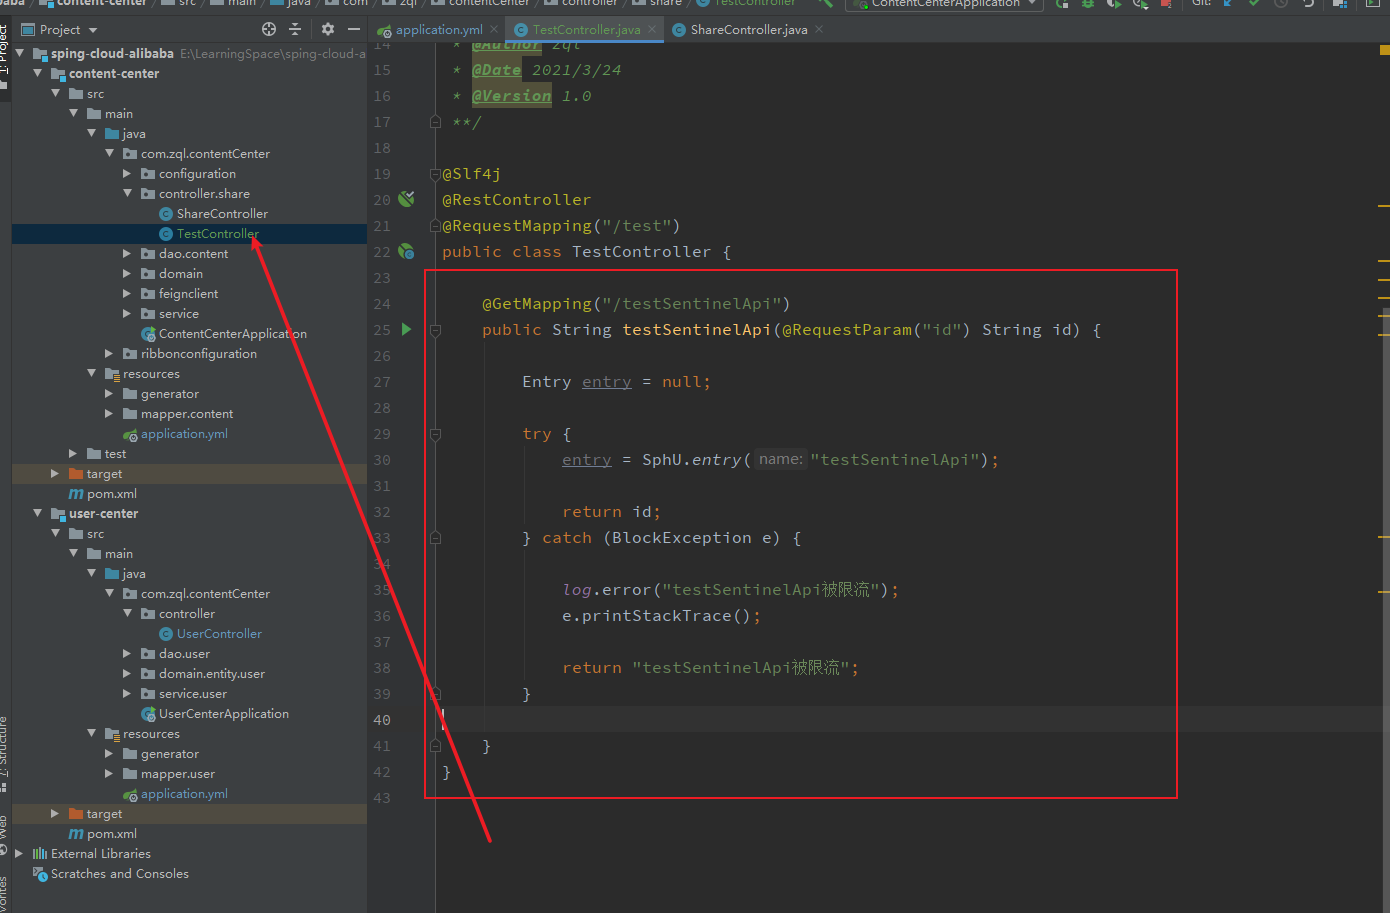 content-center src main java com zql contentCenter controller share TestController
ContentCenterApplication Git:
Project
application.yml TestController.java ShareController.java
1: Project
7: Structure
Web
sping-cloud-alibaba E:\LearningSpace\sping-cloud-a
content-center
src
main
java
com.zql.contentCenter
configuration
controller.share
ShareController
TestController
dao.content
domain
feignclient
service
ContentCenterApplication
ribbonconfiguration
resources
generator
mapper.content
application.yml
test
target
pom.xml
user-center
src
main
java
com.zql.contentCenter
controller
UserController
dao.user
domain.entity.user
service.user
UserCenterApplication
resources
generator
mapper.user
application.yml
target
pom.xml
External Libraries
Scratches and Consoles
14 * @Author zql
15 * @Date 2021/3/24
16 * @Version 1.0
17 **/
18
19 @Slf4j
20 @RestController
21 @RequestMapping("/test")
22 public class TestController {
23
24 @GetMapping("/testSentinelApi")
25 public String testSentinelApi(@RequestParam("id") String id) {
26
27 Entry entry = null;
28
29 try {
30 entry = SphU.entry( name: "testSentinelApi");
31
32 return id;
33 } catch (BlockException e) {
34
35 log.error("testSentinelApi被限流");
36 e.printStackTrace();
37
38 return "testSentinelApi被限流";
39 }
40
41 }
42 }
43